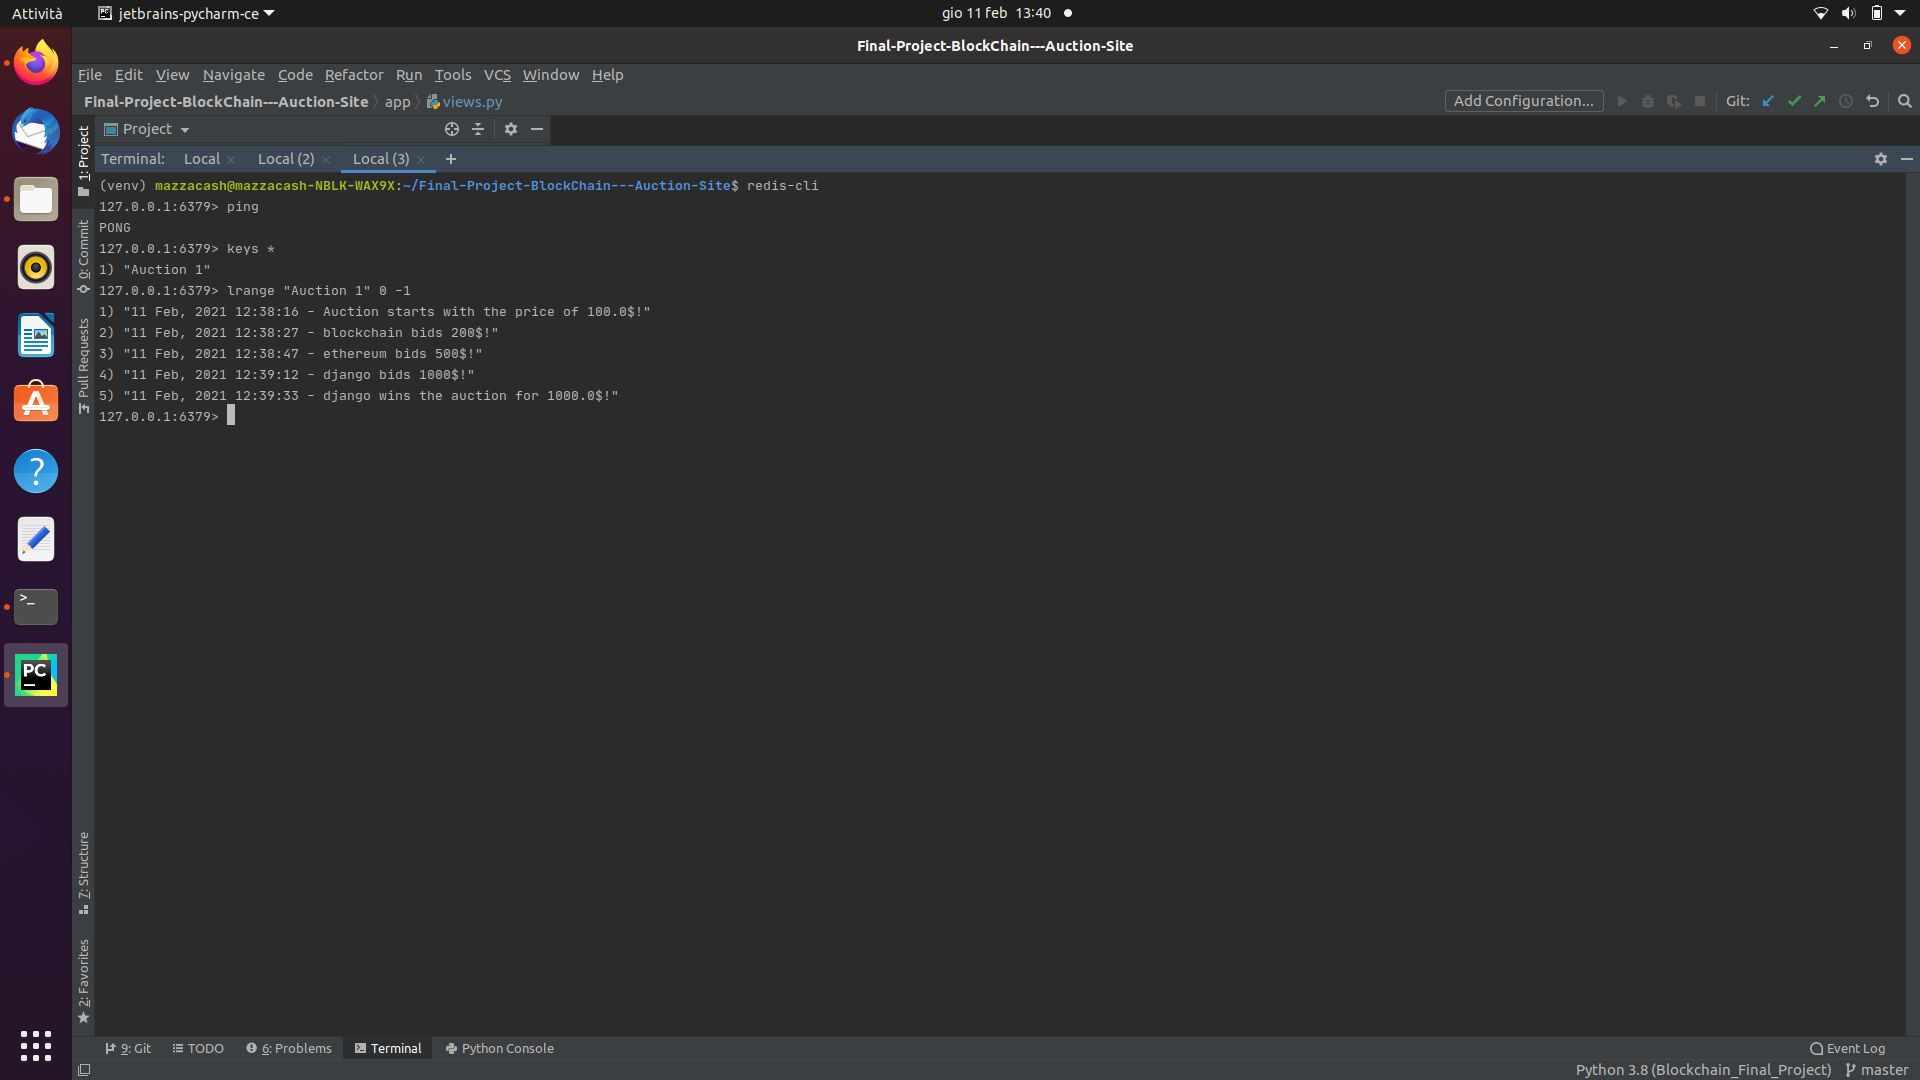 Attività jetbrains-pycharm-ce gio 11 feb 13:40
Final-Project-BlockChain---Auction-Site
File Edit View Navigate Code Refactor Run Tools VCS Window Help
Final-Project-BlockChain---Auction-Site app views.py Add Configuration... Git:
Project
Terminal: Local Local (2) Local (3) +
(venv) mazzacash@mazzacash-NBLK-WAX9X:~/Final-Project-BlockChain---Auction-Site$ redis-cli
127.0.0.1:6379> ping
PONG
127.0.0.1:6379> keys *
1) "Auction 1"
127.0.0.1:6379> lrange "Auction 1" 0 -1
1) "11 Feb, 2021 12:38:16 - Auction starts with the price of 100.0$!"
2) "11 Feb, 2021 12:38:27 - blockchain bids 200$!"
3) "11 Feb, 2021 12:38:47 - ethereum bids 500$!"
4) "11 Feb, 2021 12:39:12 - django bids 1000$!"
5) "11 Feb, 2021 12:39:33 - django wins the auction for 1000.0$!"
127.0.0.1:6379>
1: Project
0: Commit
Pull Requests
7: Structure
2: Favorites
PC
9: Git TODO 6: Problems Terminal Python Console Event Log
Python 3.8 (Blockchain_Final_Project) master